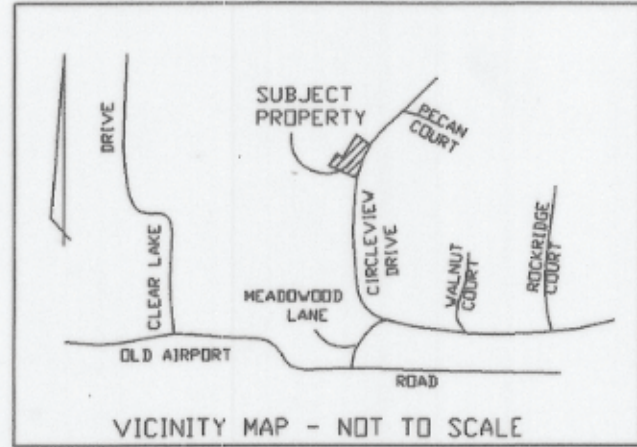 SUBJECT
PROPERTY
PECAN
COURT
DRIVE
CLEAR LAKE
CIRCLEVIEW
DRIVE
WALNUT
COURT
ROCKRIDGE
COURT
MEADOWOOD
LANE
OLD AIRPORT
ROAD
VICINITY MAP - NOT TO SCALE